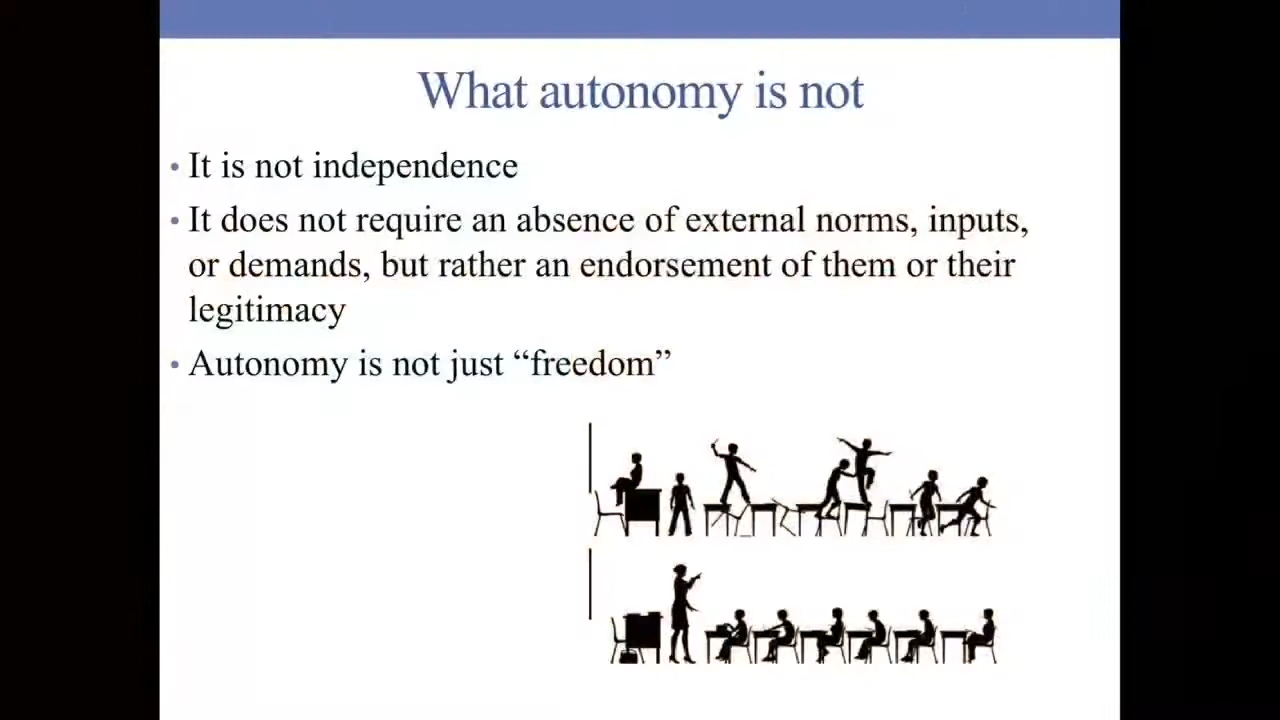 What autonomy is not
• It is not independence
• It does not require an absence of external norms, inputs,
or demands, but rather an endorsement of them or their
legitimacy
• Autonomy is not just “freedom”